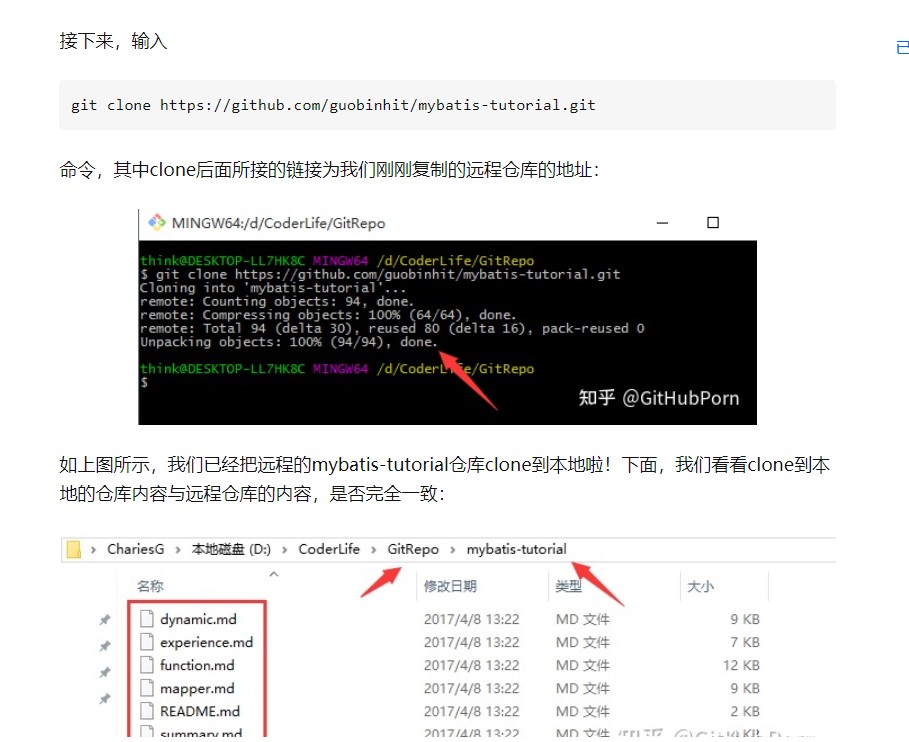 接下来，输入
已
git clone https://github.com/guobinhit/mybatis-tutorial.git
命令，其中clone后面所接的链接为我们刚刚复制的远程仓库的地址：
MINGW64:/d/CoderLife/GitRepo
think@DESKTOP-LL7HK8C MINGW64 /d/CoderLife/GitRepo
$ git clone https://github.com/guobinhit/mybatis-tutorial.git
Cloning into 'mybatis-tutorial'...
remote: Counting objects: 94, done.
remote: Compressing objects: 100% (64/64), done.
remote: Total 94 (delta 30), reused 80 (delta 16), pack-reused 0
Unpacking objects: 100% (94/94), done.
think@DESKTOP-LL7HK8C MINGW64 /d/CoderLife/GitRepo
$
知乎 @GitHubPorn
如上图所示，我们已经把远程的mybatis-tutorial仓库clone到本地啦！下面，我们看看clone到本
地的仓库内容与远程仓库的内容，是否完全一致：
› ChariesG › 本地磁盘 (D:) › CoderLife › GitRepo › mybatis-tutorial
名称 修改日期 类型 大小
dynamic.md 2017/4/8 13:22 MD 文件 9 KB
experience.md 2017/4/8 13:22 MD 文件 7 KB
function.md 2017/4/8 13:22 MD 文件 12 KB
mapper.md 2017/4/8 13:22 MD 文件 9 KB
README.md 2017/4/8 13:22 MD 文件 2 KB
summary.md 2017/4/8 13:22 MD 文件 KB